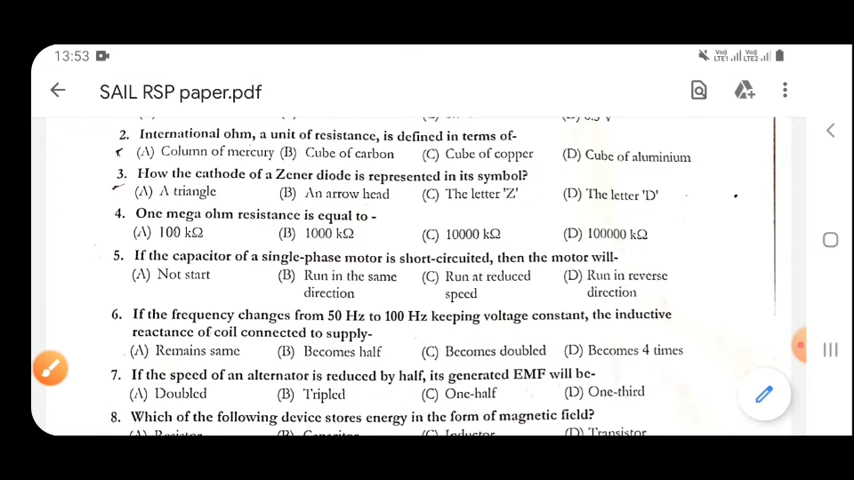 13:53
Vo) LTE1 Vo) LTE2
SAIL RSP paper.pdf
2. International ohm, a unit of resistance, is defined in terms of-
(A) Column of mercury (B) Cube of carbon (C) Cube of copper (D) Cube of aluminium
3. How the cathode of a Zener diode is represented in its symbol?
(A) A triangle (B) An arrow head (C) The letter 'Z' (D) The letter 'D'
4. One mega ohm resistance is equal to -
(A) 100 kΩ (B) 1000 kΩ (C) 10000 kΩ (D) 100000 kΩ
5. If the capacitor of a single-phase motor is short-circuited, then the motor will-
(A) Not start (B) Run in the same (C) Run at reduced (D) Run in reverse
direction speed direction
6. If the frequency changes from 50 Hz to 100 Hz keeping voltage constant, the inductive
reactance of coil connected to supply-
(A) Remains same (B) Becomes half (C) Becomes doubled (D) Becomes 4 times
7. If the speed of an alternator is reduced by half, its generated EMF will be-
(A) Doubled (B) Tripled (C) One-half (D) One-third
8. Which of the following device stores energy in the form of magnetic field?
(A) Resistor (B) Capacitor (C) Inductor (D) Transistor